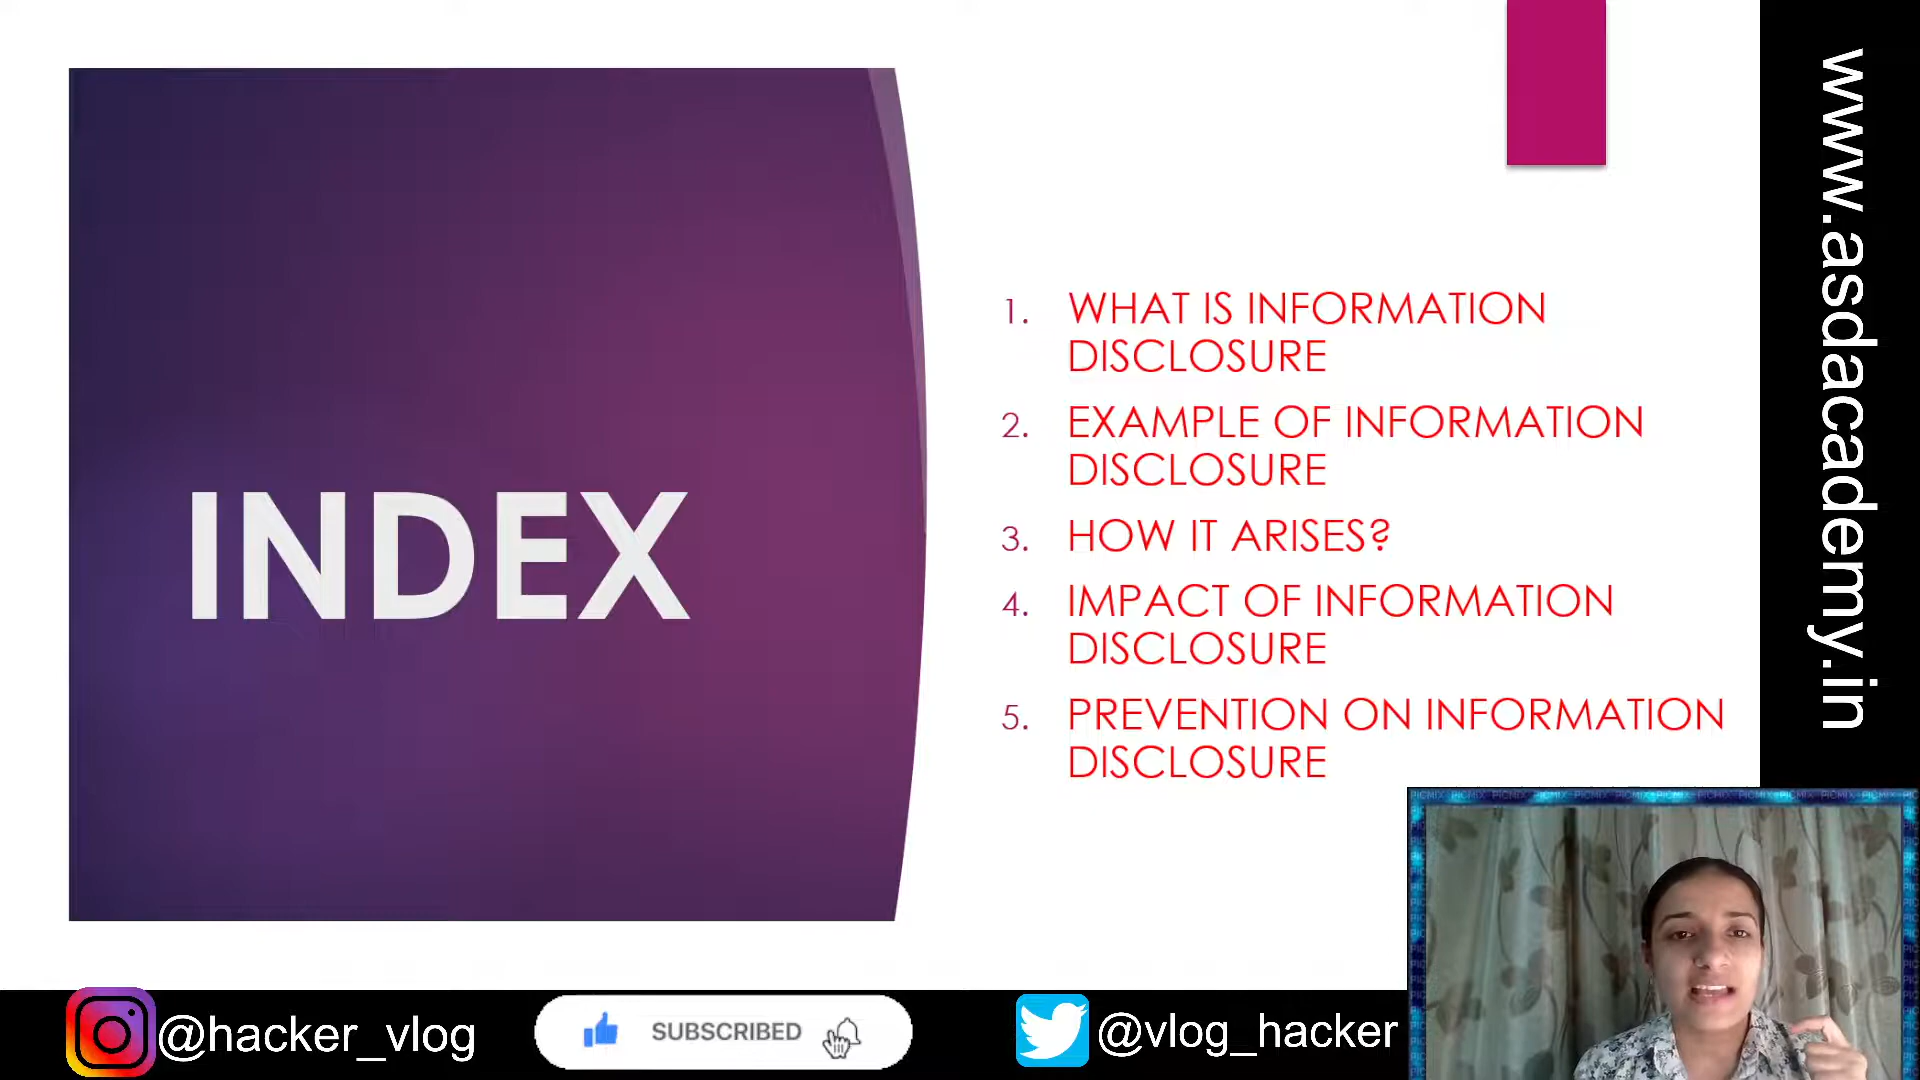 INDEX
1. WHAT IS INFORMATION
DISCLOSURE
2. EXAMPLE OF INFORMATION
DISCLOSURE
3. HOW IT ARISES?
4. IMPACT OF INFORMATION
DISCLOSURE
5. PREVENTION ON INFORMATION
DISCLOSURE
www.asdacademy.in
@hacker_vlog
SUBSCRIBED
@vlog_hacker